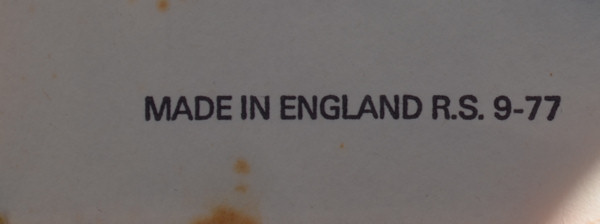 MADE IN ENGLAND R.S. 9-77